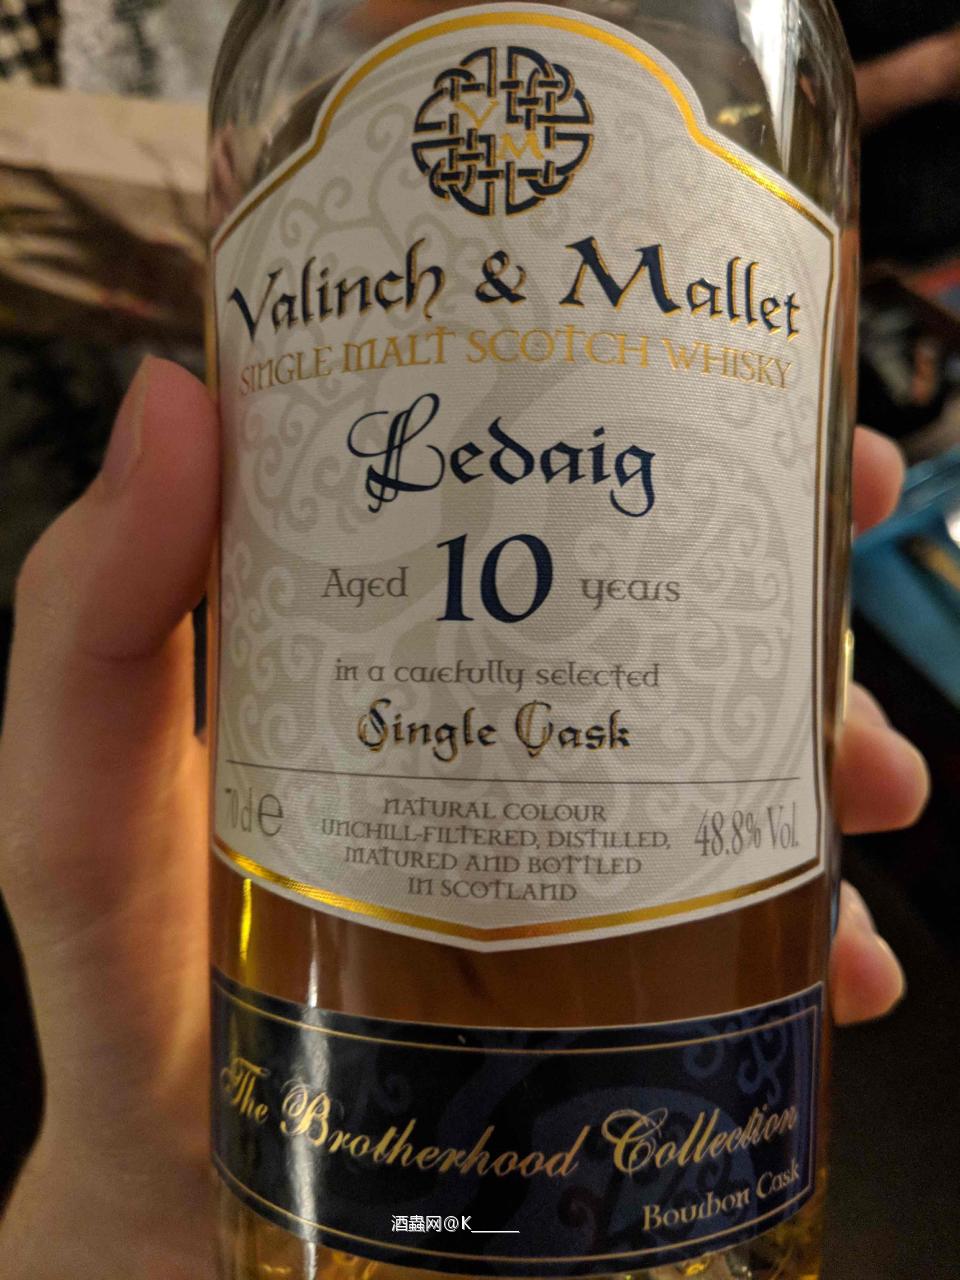 V
M
Valinch & Mallet
SINGLE MALT SCOTCH WHISKY
Ledaig
Aged 10 years
in a carefully selected
Single Cask
70cl e
NATURAL COLOUR
UNCHILL-FILTERED, DISTILLED,
MATURED AND BOTTLED
IN SCOTLAND
48.8% Vol.
The Brotherhood Collection
Bourbon Cask
酒蟲网@K_____